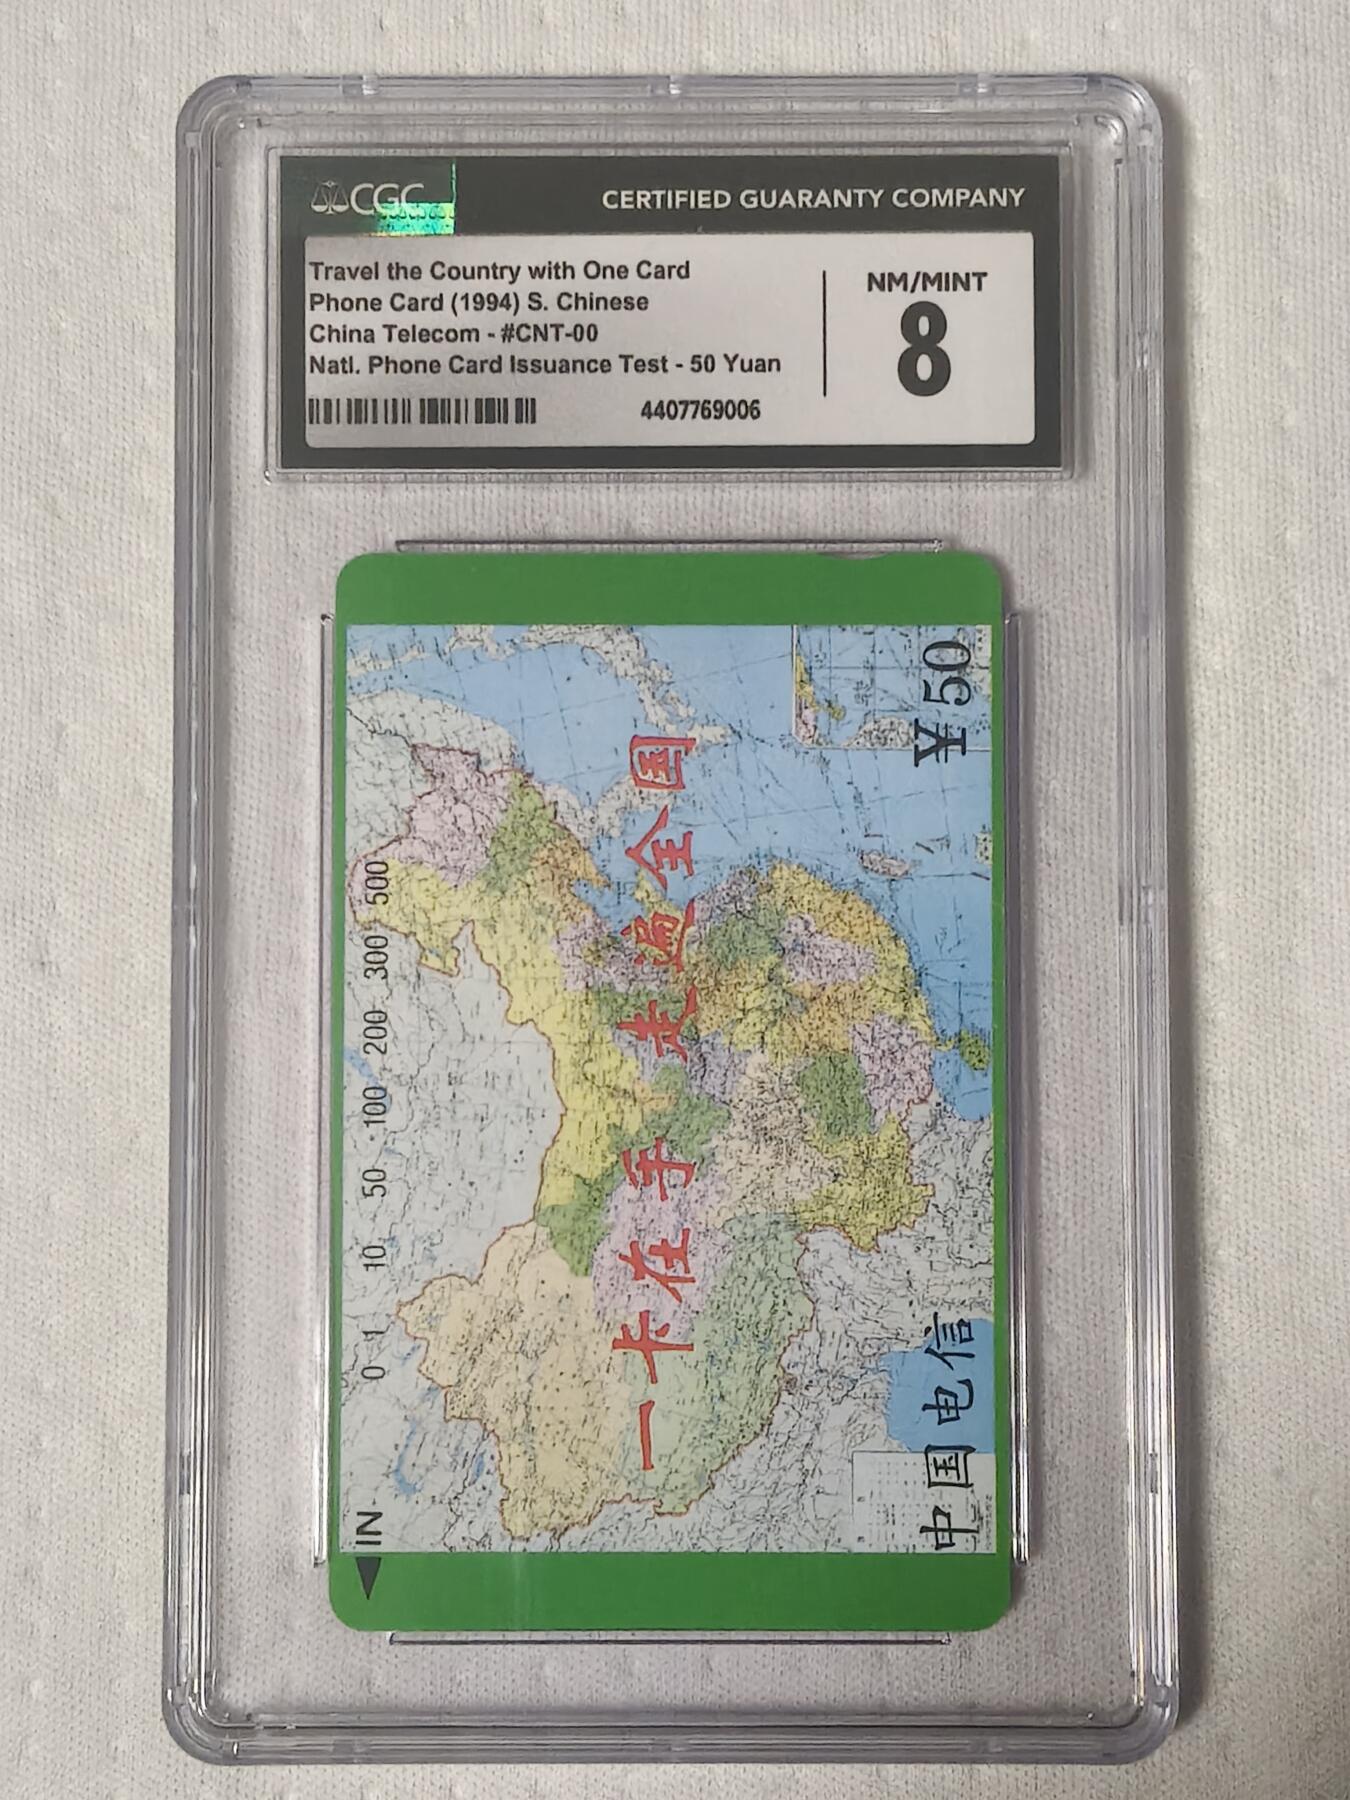 CGC
CERTIFIED GUARANTY COMPANY
Travel the Country with One Card
Phone Card (1994) S. Chinese
China Telecom - #CNT-00
Natl. Phone Card Issuance Test - 50 Yuan
4407769006
NM/MINT
8
IN 0 1 10 50 100 200 300 500
一卡在手 走遍全国
中国电信 ¥50